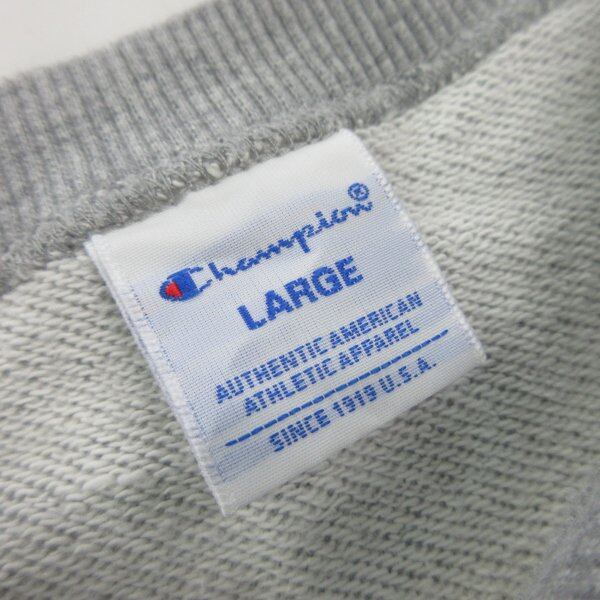 Champion®
LARGE
AUTHENTIC AMERICAN
ATHLETIC APPAREL
SINCE 1919 U.S.A.